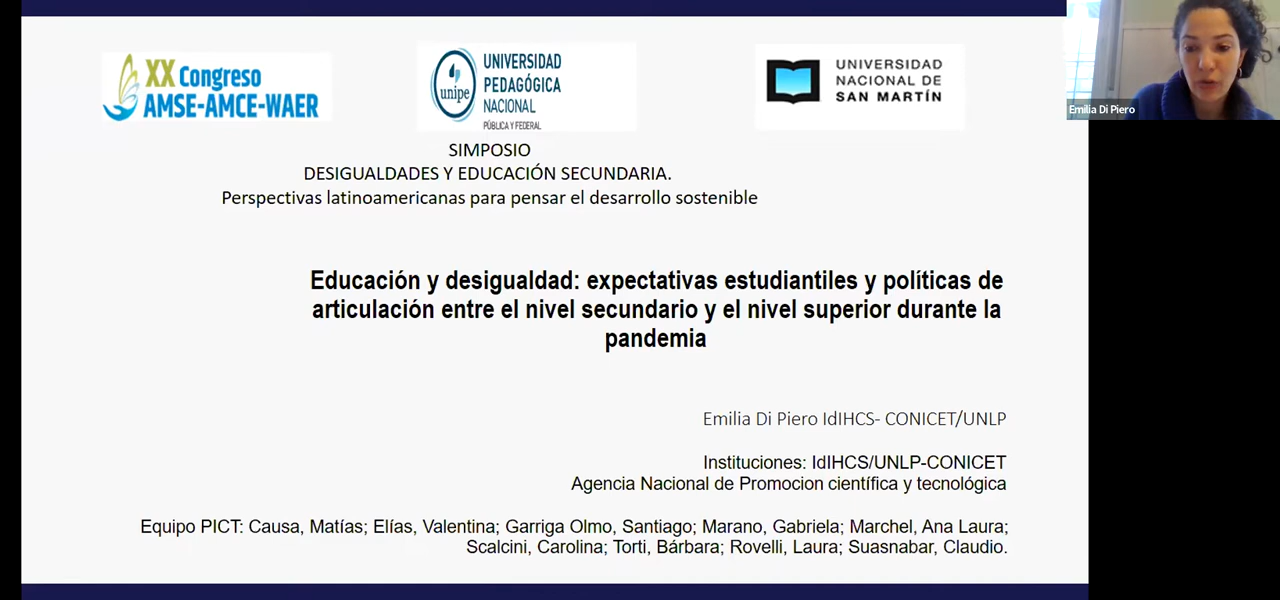 XX Congreso
AMSE-AMCE-WAER
unipe
UNIVERSIDAD
PEDAGÓGICA
NACIONAL
PÚBLICA Y FEDERAL
UNIVERSIDAD
NACIONAL DE
SAN MARTÍN
Emilia Di Piero
SIMPOSIO
DESIGUALDADES Y EDUCACIÓN SECUNDARIA.
Perspectivas latinoamericanas para pensar el desarrollo sostenible
Educación y desigualdad: expectativas estudiantiles y políticas de
articulación entre el nivel secundario y el nivel superior durante la
pandemia
Emilia Di Piero IdIHCS- CONICET/UNLP
Instituciones: IdIHCS/UNLP-CONICET
Agencia Nacional de Promocion científica y tecnológica
Equipo PICT: Causa, Matías; Elías, Valentina; Garriga Olmo, Santiago; Marano, Gabriela; Marchel, Ana Laura;
Scalcini, Carolina; Torti, Bárbara; Rovelli, Laura; Suasnabar, Claudio.